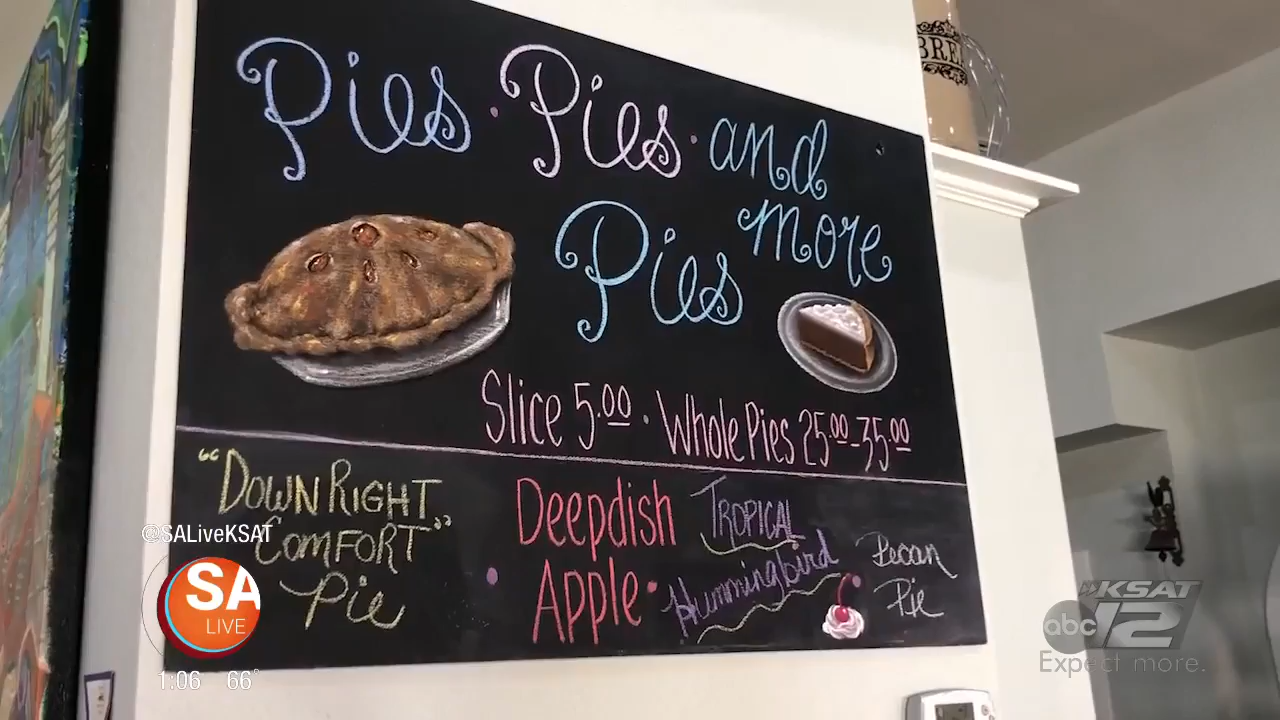 Pies • Pies • and
more
Pies
Slice 5.00 • Whole Pies 25.00-35.00
"DOWN RIGHT
COMFORT"
Pie
Deepdish
Apple
TROPICAL
Hummingbird
Pecan
Pie
BRE
@SALiveKSAT
SA
LIVE
1:06 66°
KSAT
abc 12
Expect more.